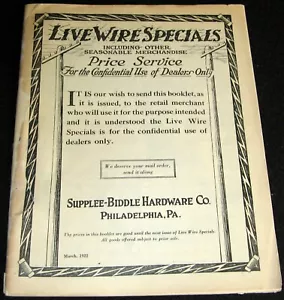 LIVE WIRE SPECIALS
INCLUDING OTHER
SEASONABLE MERCHANDISE
Price Service
For the Confidential Use of Dealers Only
IT IS our wish to send this booklet, as
it is issued, to the retail merchant
who will use it for the purpose intended
and it is understood the Live Wire
Specials is for the confidential use of
dealers only.
We deserve your mail order,
send it along
SUPPLEE-BIDDLE HARDWARE CO.
PHILADELPHIA, PA.
The prices in this booklet are good until the next issue of Live Wire Specials.
All goods offered subject to prior sale.
March,